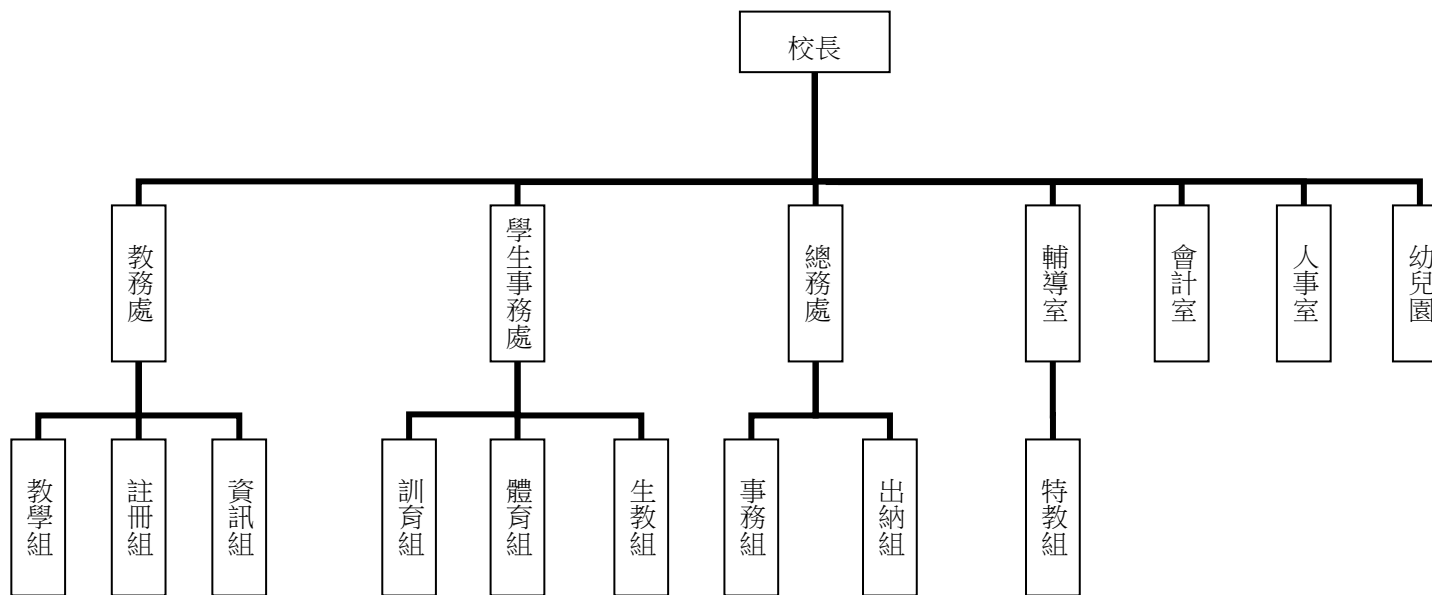 校長
教務處
學生事務處
總務處
輔導室
會計室
人事室
幼兒園
教學組
註冊組
資訊組
訓育組
體育組
生教組
事務組
出納組
特教組